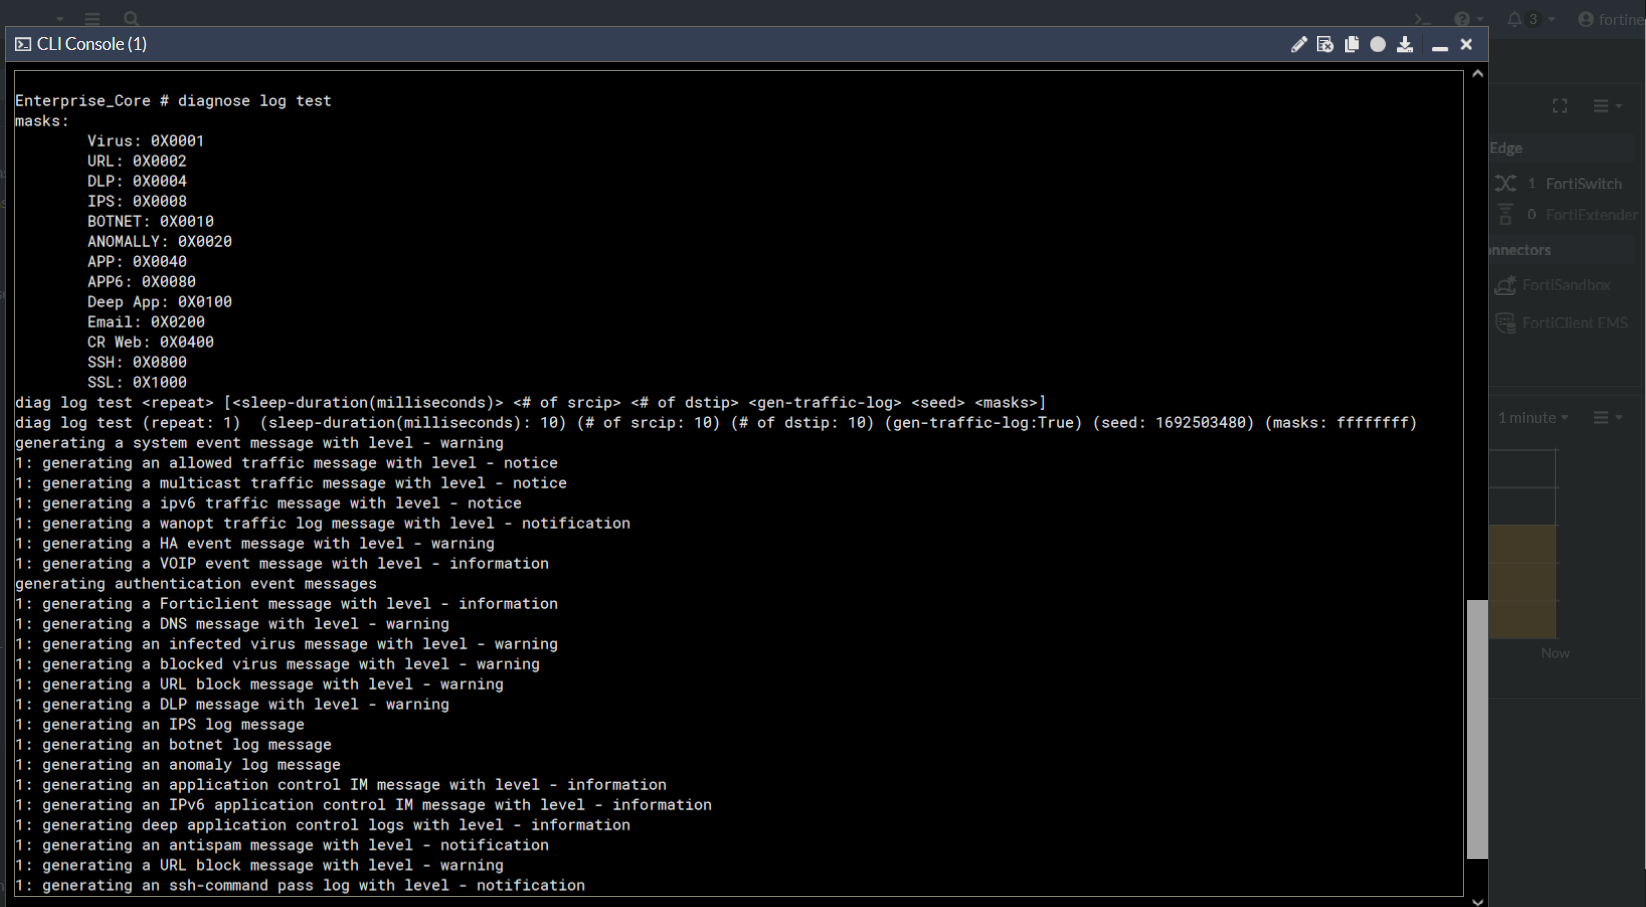 3
fortine
CLI Console (1)
Enterprise_Core # diagnose log test
masks:
Virus: 0X0001
URL: 0X0002
DLP: 0X0004
IPS: 0X0008
BOTNET: 0X0010
ANOMALLY: 0X0020
APP: 0X0040
APP6: 0X0080
Deep App: 0X0100
Email: 0X0200
CR Web: 0X0400
SSH: 0X0800
SSL: 0X1000
diag log test <repeat> [<sleep-duration(milliseconds)> <# of srcip> <# of dstip> <gen-traffic-log> <seed> <masks>]
diag log test (repeat: 1)  (sleep-duration(milliseconds): 10) (# of srcip: 10) (# of dstip: 10) (gen-traffic-log:True) (seed: 1692503480) (masks: ffffffff)
generating a system event message with level - warning
1: generating an allowed traffic message with level - notice
1: generating a multicast traffic message with level - notice
1: generating a ipv6 traffic message with level - notice
1: generating a wanopt traffic log message with level - notification
1: generating a HA event message with level - warning
1: generating a VOIP event message with level - information
generating authentication event messages
1: generating a Forticlient message with level - information
1: generating a DNS message with level - warning
1: generating an infected virus message with level - warning
1: generating a blocked virus message with level - warning
1: generating a URL block message with level - warning
1: generating a DLP message with level - warning
1: generating an IPS log message
1: generating an botnet log message
1: generating an anomaly log message
1: generating an application control IM message with level - information
1: generating an IPv6 application control IM message with level - information
1: generating deep application control logs with level - information
1: generating an antispam message with level - notification
1: generating a URL block message with level - warning
1: generating an ssh-command pass log with level - notification
Edge
1 FortiSwitch
0 FortiExtender
onnectors
FortiSandbox
FortiClient EMS
1 minute
Now